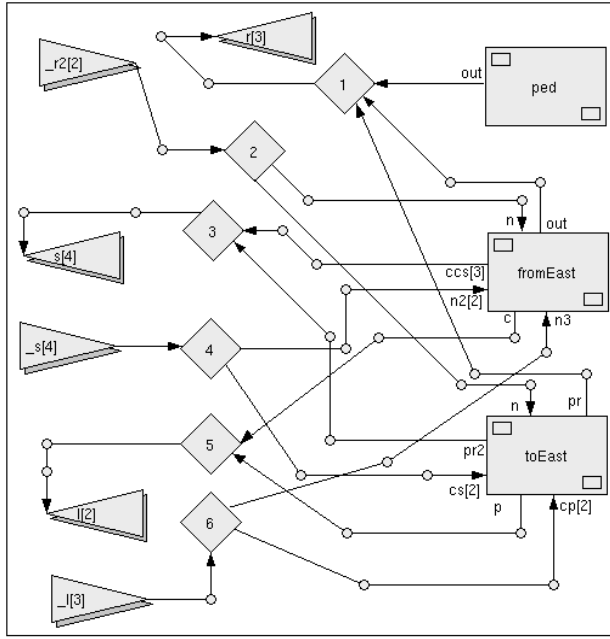 r[3]
_r2[2]
out
1
ped
2
n
out
3
s[4]
ccs[3]
fromEast
n2[2]
c
n3
_s[4]
4
n
pr
5
pr2
toEast
l[2]
6
cs[2]
p
cp[2]
_l[3]